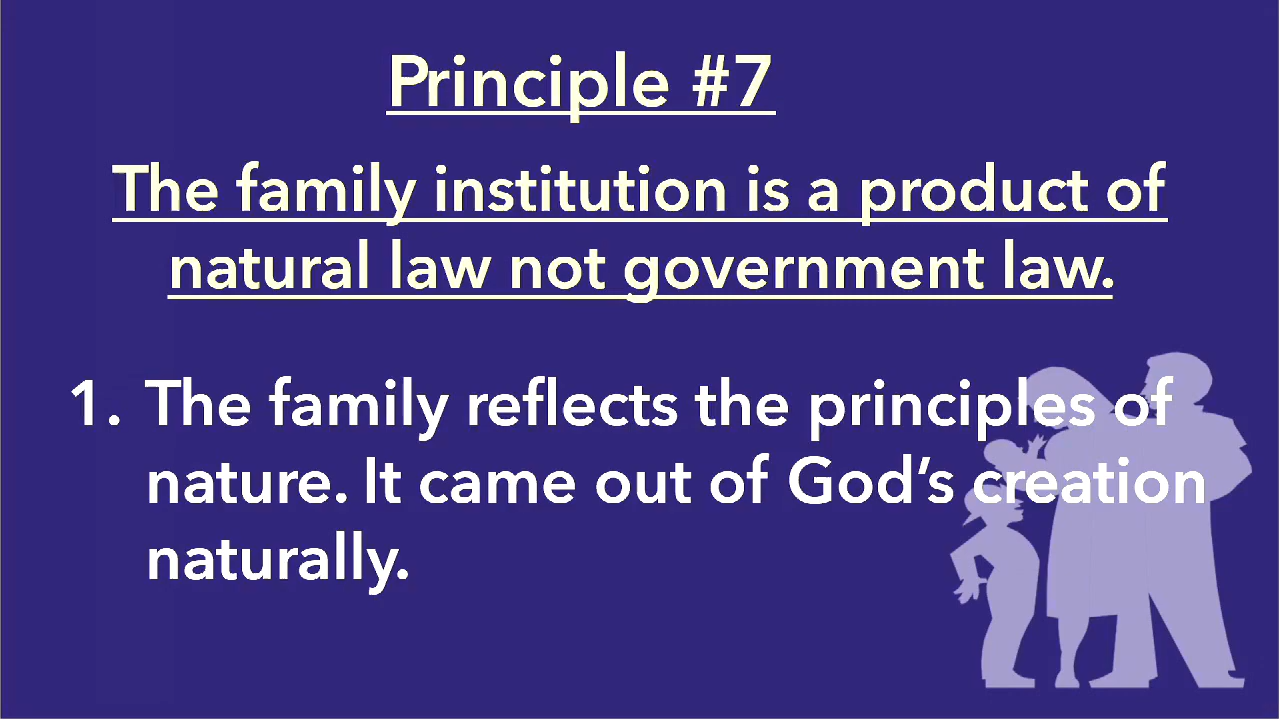 Principle #7
The family institution is a product of
natural law not government law.
1. The family reflects the principles of
nature. It came out of God’s creation
naturally.